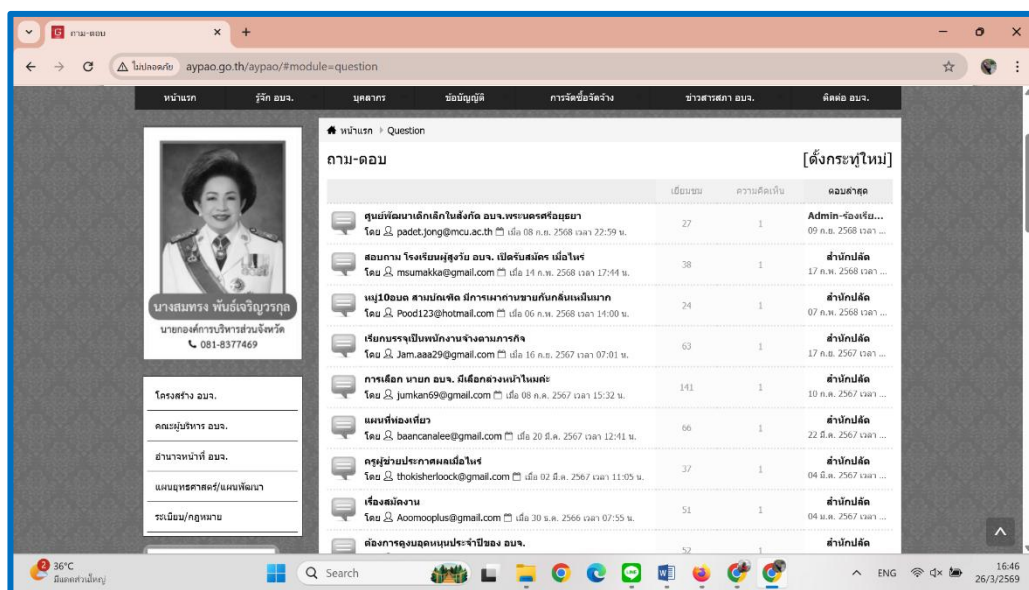 ถาม-ตอบ
ไม่ปลอดภัย aypao.go.th/aypao/#module=question
หน้าแรก รู้จัก อบจ. บุคลากร ข้อบัญญัติ การจัดซื้อจัดจ้าง ข่าวสารสภา อบจ. ติดต่อ อบจ.
หน้าแรก Question
ถาม-ตอบ [ตั้งกระทู้ใหม่]
เยี่ยมชม ความคิดเห็น ตอบล่าสุด
ศูนย์พัฒนาเด็กเล็กในสังกัด อบจ.พระนครศรีอยุธยา 27 1 Admin-ร้องเรีย...
โดย padet.jong@mcu.ac.th เมื่อ 08 ก.ย. 2568 เวลา 22:59 น. 09 ก.ย. 2568 เวลา ...
สอบถาม โรงเรียนผู้สูงวัย อบจ. เปิดรับสมัคร เมื่อไหร่ 38 1 สำนักปลัด
โดย msumakka@gmail.com เมื่อ 14 ก.พ. 2568 เวลา 17:44 น. 17 ก.พ. 2568 เวลา ...
หมู่10อบต สามบัณฑิต มีการเผาถ่านขายกันกลิ่นเหม็นมาก 24 1 สำนักปลัด
โดย Pood123@hotmail.com เมื่อ 06 ก.พ. 2568 เวลา 14:00 น. 07 ก.พ. 2568 เวลา ...
เรียกบรรจุเป็นพนักงานจ้างตามภารกิจ 63 1 สำนักปลัด
โดย Jam.aaa29@gmail.com เมื่อ 16 ก.ย. 2567 เวลา 07:01 น. 17 ก.ย. 2567 เวลา ...
การเลือก นายก อบจ. มีเลือกล่วงหน้าไหมค่ะ 141 1 สำนักปลัด
โดย jumkan69@gmail.com เมื่อ 08 ก.ค. 2567 เวลา 15:32 น. 10 ก.ค. 2567 เวลา ...
แผนที่ท่องเที่ยว 66 1 สำนักปลัด
โดย baancanalee@gmail.com เมื่อ 20 มี.ค. 2567 เวลา 12:41 น. 22 มี.ค. 2567 เวลา ...
ครูผู้ช่วยประกาศผลเมื่อไหร่ 37 1 สำนักปลัด
โดย thokisherloock@gmail.com เมื่อ 02 มี.ค. 2567 เวลา 11:05 น. 04 มี.ค. 2567 เวลา ...
เรื่องสมัดงาน 51 1 สำนักปลัด
โดย Aoomooplus@gmail.com เมื่อ 30 ธ.ค. 2566 เวลา 07:55 น. 04 ม.ค. 2567 เวลา ...
ต้องการดูงบอุดหนุนประจำปีของ อบจ. 52 1 สำนักปลัด
นางสมทรง พันธ์เจริญวรกุล
นายกองค์การบริหารส่วนจังหวัด
081-8377469
โครงสร้าง อบจ.
คณะผู้บริหาร อบจ.
อำนาจหน้าที่ อบจ.
แผนยุทธศาสตร์/แผนพัฒนา
ระเบียบ/กฎหมาย
2 36°C
มีแดดส่วนใหญ่
Search
ENG
16:46
26/3/2569